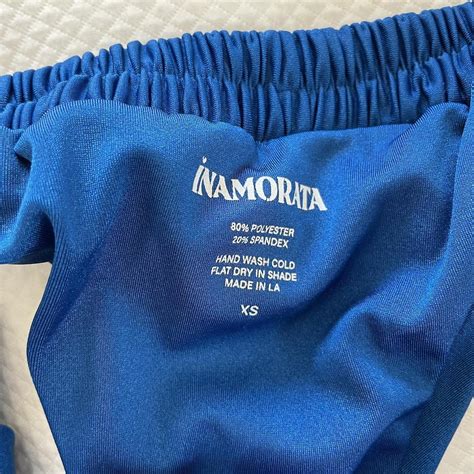 INAMORATA
80% POLYESTER
20% SPANDEX
HAND WASH COLD
FLAT DRY IN SHADE
MADE IN LA
XS